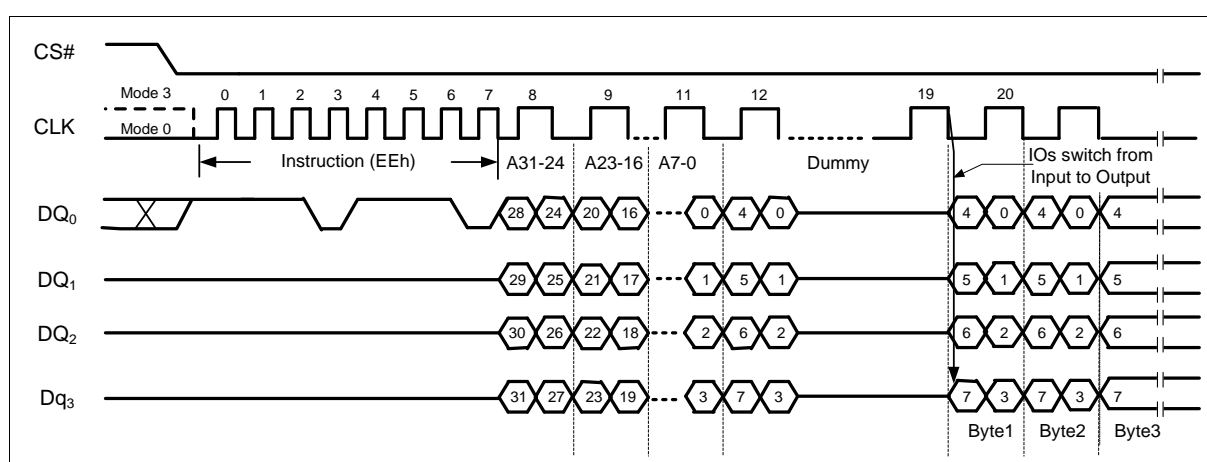 CS#
Mode 3 0 1 2 3 4 5 6 7 8 9 11 12 19 20
CLK Mode 0
Instruction (EEh) A31-24 A23-16 A7-0 Dummy IOs switch from
Input to Output
DQ0 28 24 20 16 0 4 0 4 0 4 0 4
DQ1 29 25 21 17 1 5 1 5 1 5 1 5
DQ2 30 26 22 18 2 6 2 6 2 6 2 6
Dq3 31 27 23 19 3 7 3 7 3 7 3 7
Byte1 Byte2 Byte3